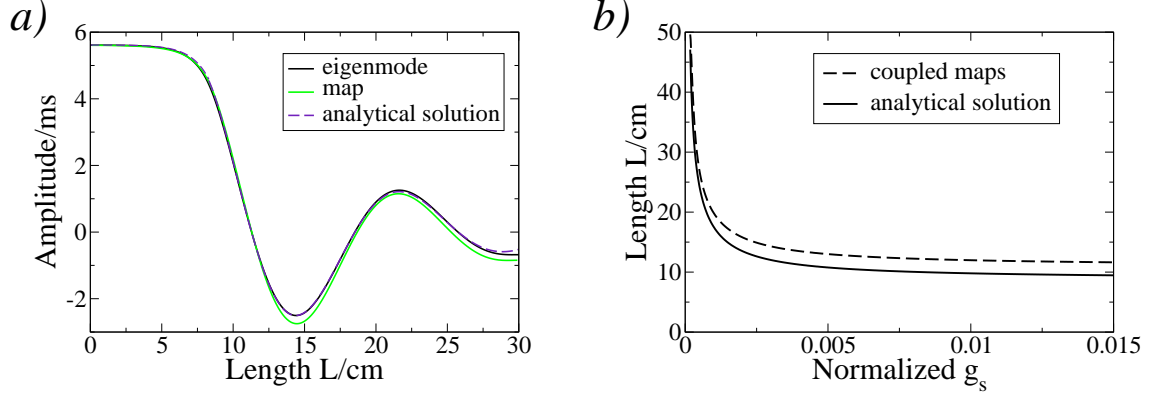 a)
Amplitude/ms
6
4
2
0
-2
eigenmode
map
analytical solution
0 5 10 15 20 25 30
Length L/cm
b)
Length L/cm
50
40
30
20
10
0
coupled maps
analytical solution
0 0.005 0.01 0.015
Normalized g_s